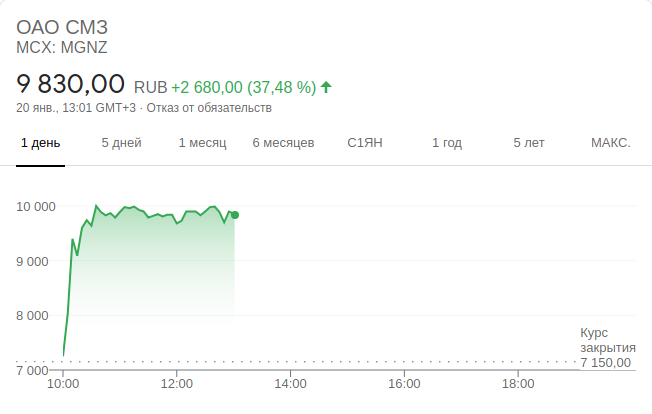 ОАО СМЗ
MCX: MGNZ
9 830,00 RUB +2 680,00 (37,48 %)
20 янв., 13:01 GMT+3 · Отказ от обязательств
1 день 5 дней 1 месяц 6 месяцев С1ЯН 1 год 5 лет МАКС.
10 000
9 000
8 000
Курс
закрытия
7 150,00
7 000
10:00 12:00 14:00 16:00 18:00